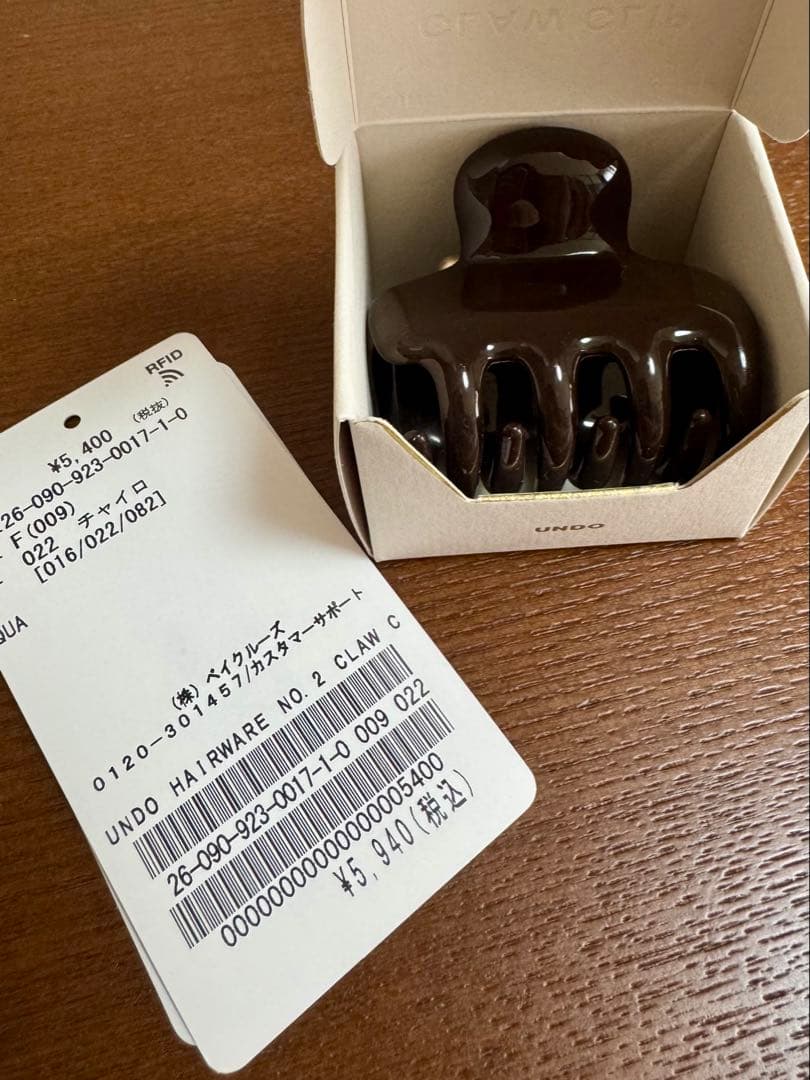 CLAW CLIP
UNDO
RFID
¥5,400 (税抜)
26-090-923-0017-1-0
F(009)
022 チャイロ
[016/022/082]
QUA
(株) ベイクルーズ
0120-301457/カスタマーサポート
UNDO HAIRWARE NO. 2 CLAW C
26-090-923-0017-1-0 009 022
0000000000000000005400
¥5,940(税込)